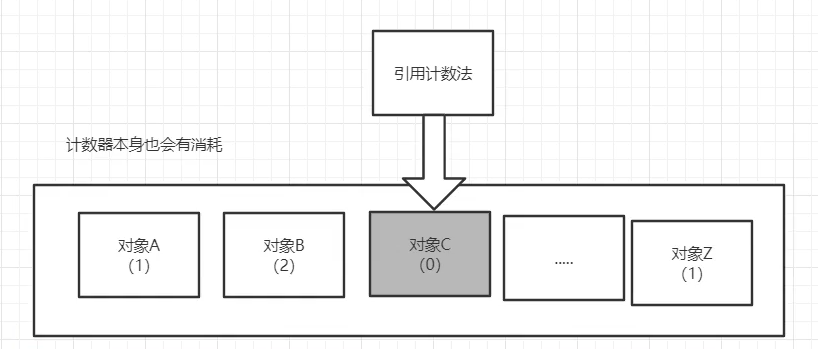 引用计数法
计数器本身也会有消耗
对象A
（1）
对象B
（2）
对象C
（0）
.....
对象Z
（1）